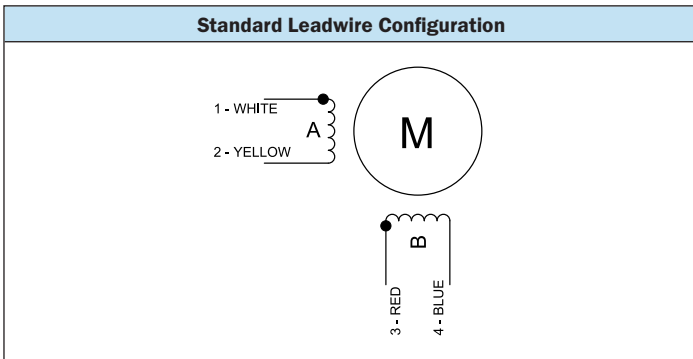 Standard Leadwire Configuration
1 - WHITE
A
2 - YELLOW
M
B
3 - RED
4 - BLUE